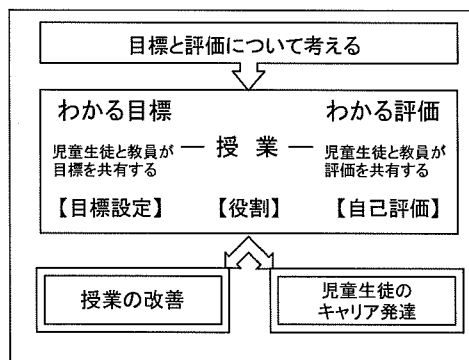 目標と評価について考える
わかる目標 わかる評価
児童生徒と教員が
目標を共有する
― 授 業 ―
児童生徒と教員が
評価を共有する
【目標設定】 【役割】 【自己評価】
授業の改善
児童生徒の
キャリア発達